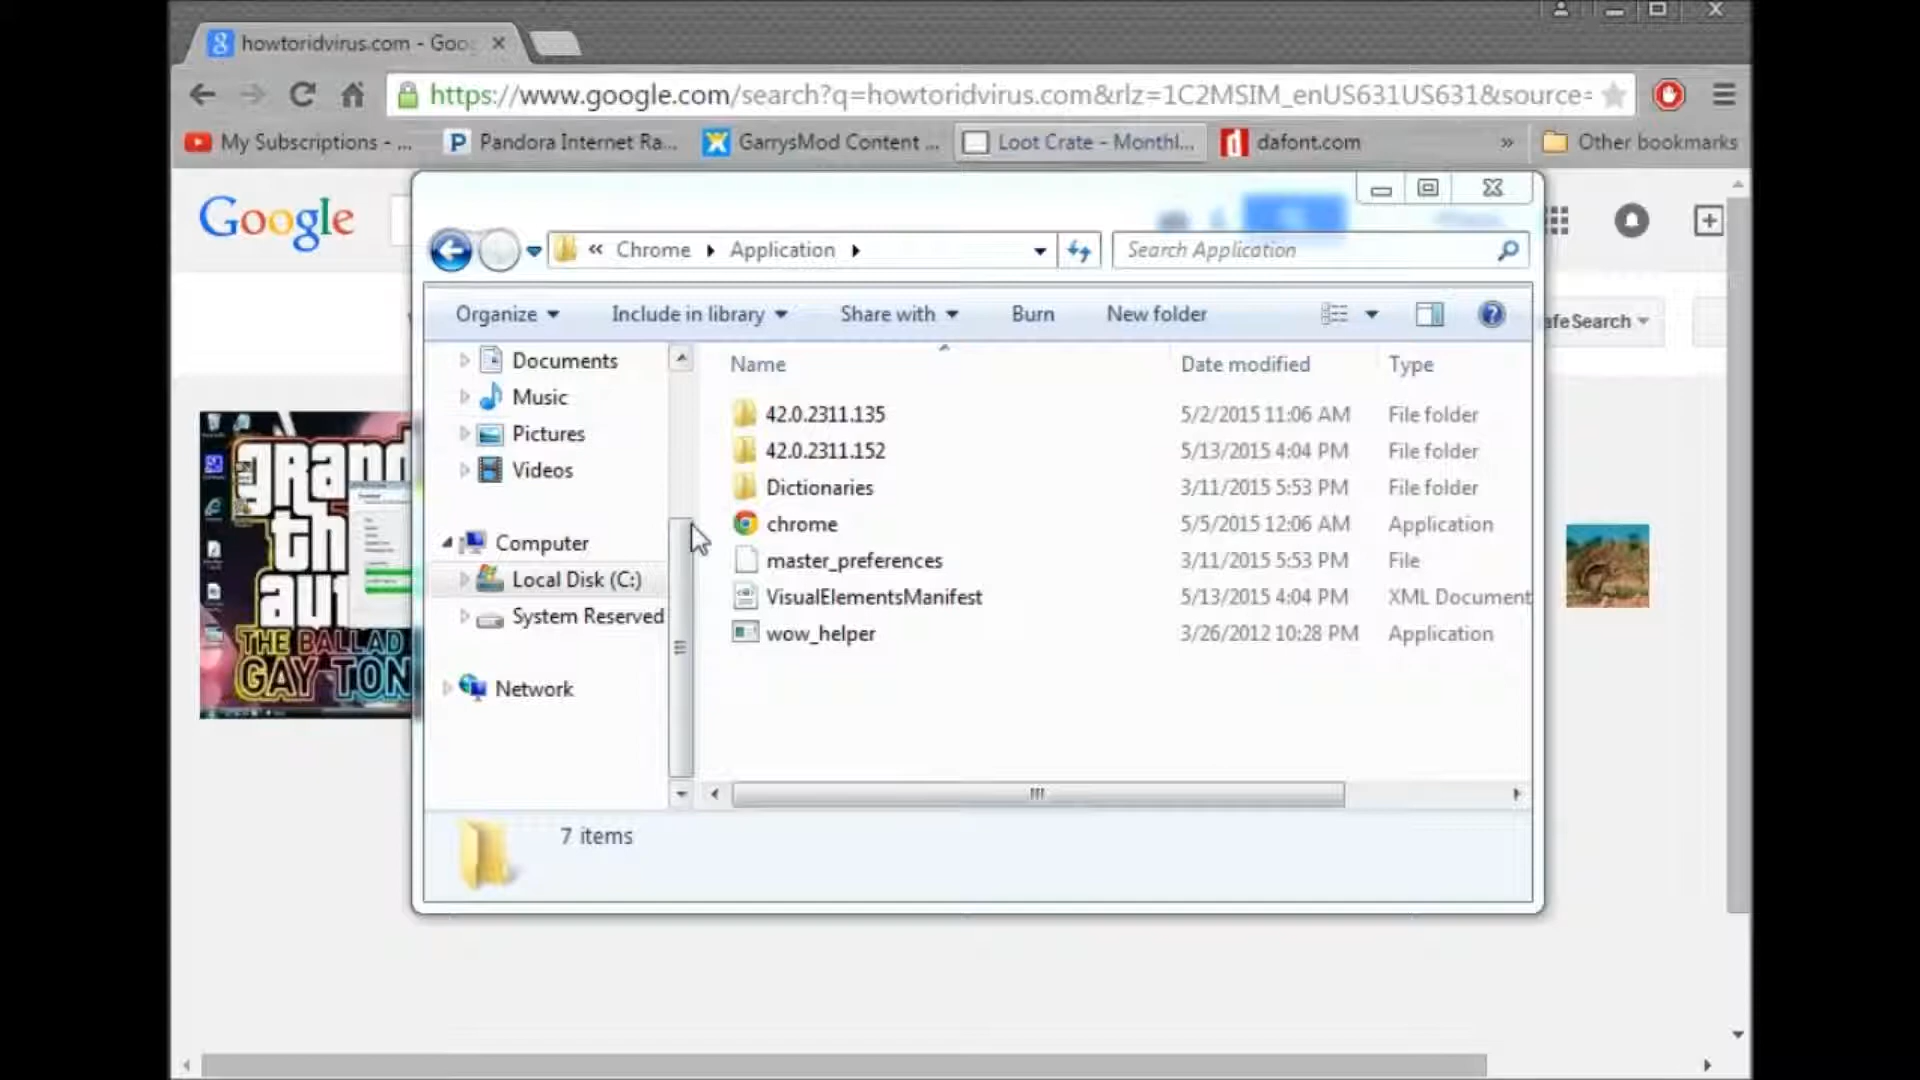 howtoridvirus.com - Goo
https://www.google.com/search?q=howtoridvirus.com&rlz=1C2MSIM_enUS631US631&source=
My Subscriptions - ...
Pandora Internet Ra...
GarrysMod Content ...
Loot Crate - Monthl...
dafont.com
»
Other bookmarks
Google
« Chrome Application
Search Application
Organize
Include in library
Share with
Burn
New folder
afeSearch
Documents
Music
Pictures
Videos
Computer
Local Disk (C:)
System Reserved
Network
Name Date modified Type
42.0.2311.135 5/2/2015 11:06 AM File folder
42.0.2311.152 5/13/2015 4:04 PM File folder
Dictionaries 3/11/2015 5:53 PM File folder
chrome 5/5/2015 12:06 AM Application
master_preferences 3/11/2015 5:53 PM File
VisualElementsManifest 5/13/2015 4:04 PM XML Document
wow_helper 3/26/2012 10:28 PM Application
7 items
grand
the
aut
THE BALLAD
GAY TON